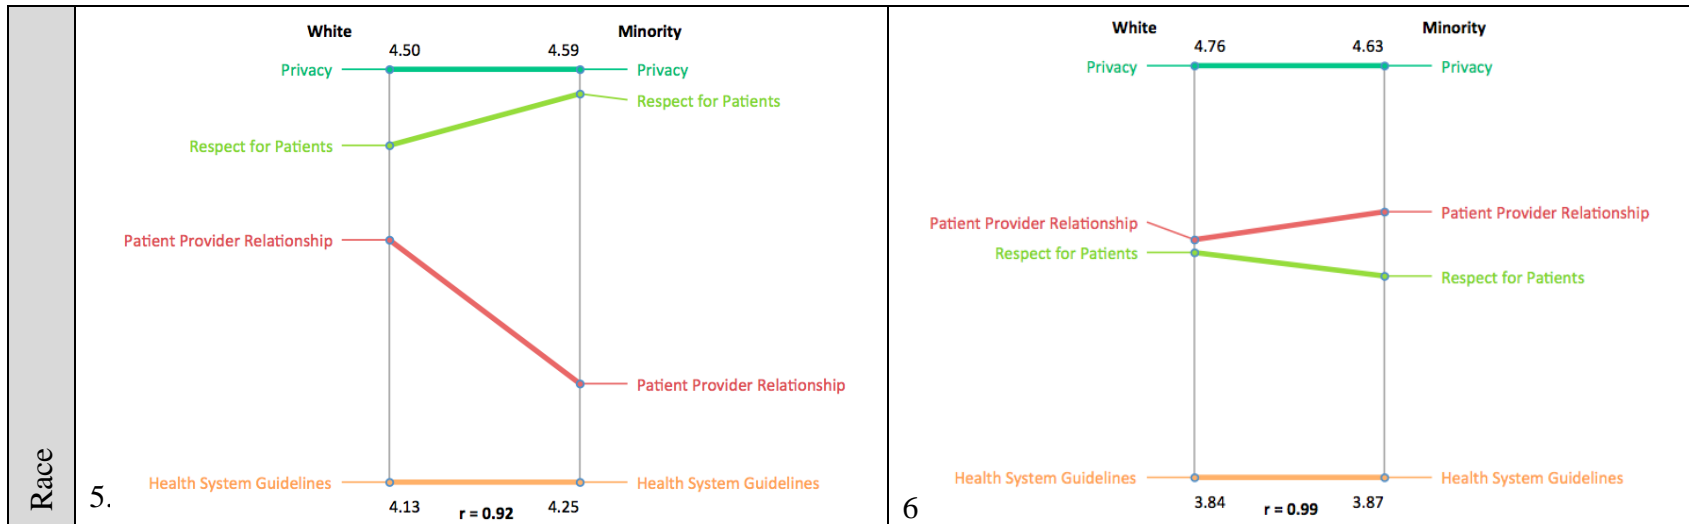 Race
5.
White Minority
4.50 4.59
Privacy Privacy
Respect for Patients
Respect for Patients
Patient Provider Relationship
Patient Provider Relationship
Health System Guidelines Health System Guidelines
4.13 4.25
r = 0.92
6
White Minority
4.76 4.63
Privacy Privacy
Patient Provider Relationship
Patient Provider Relationship
Respect for Patients
Respect for Patients
Health System Guidelines Health System Guidelines
3.84 3.87
r = 0.99